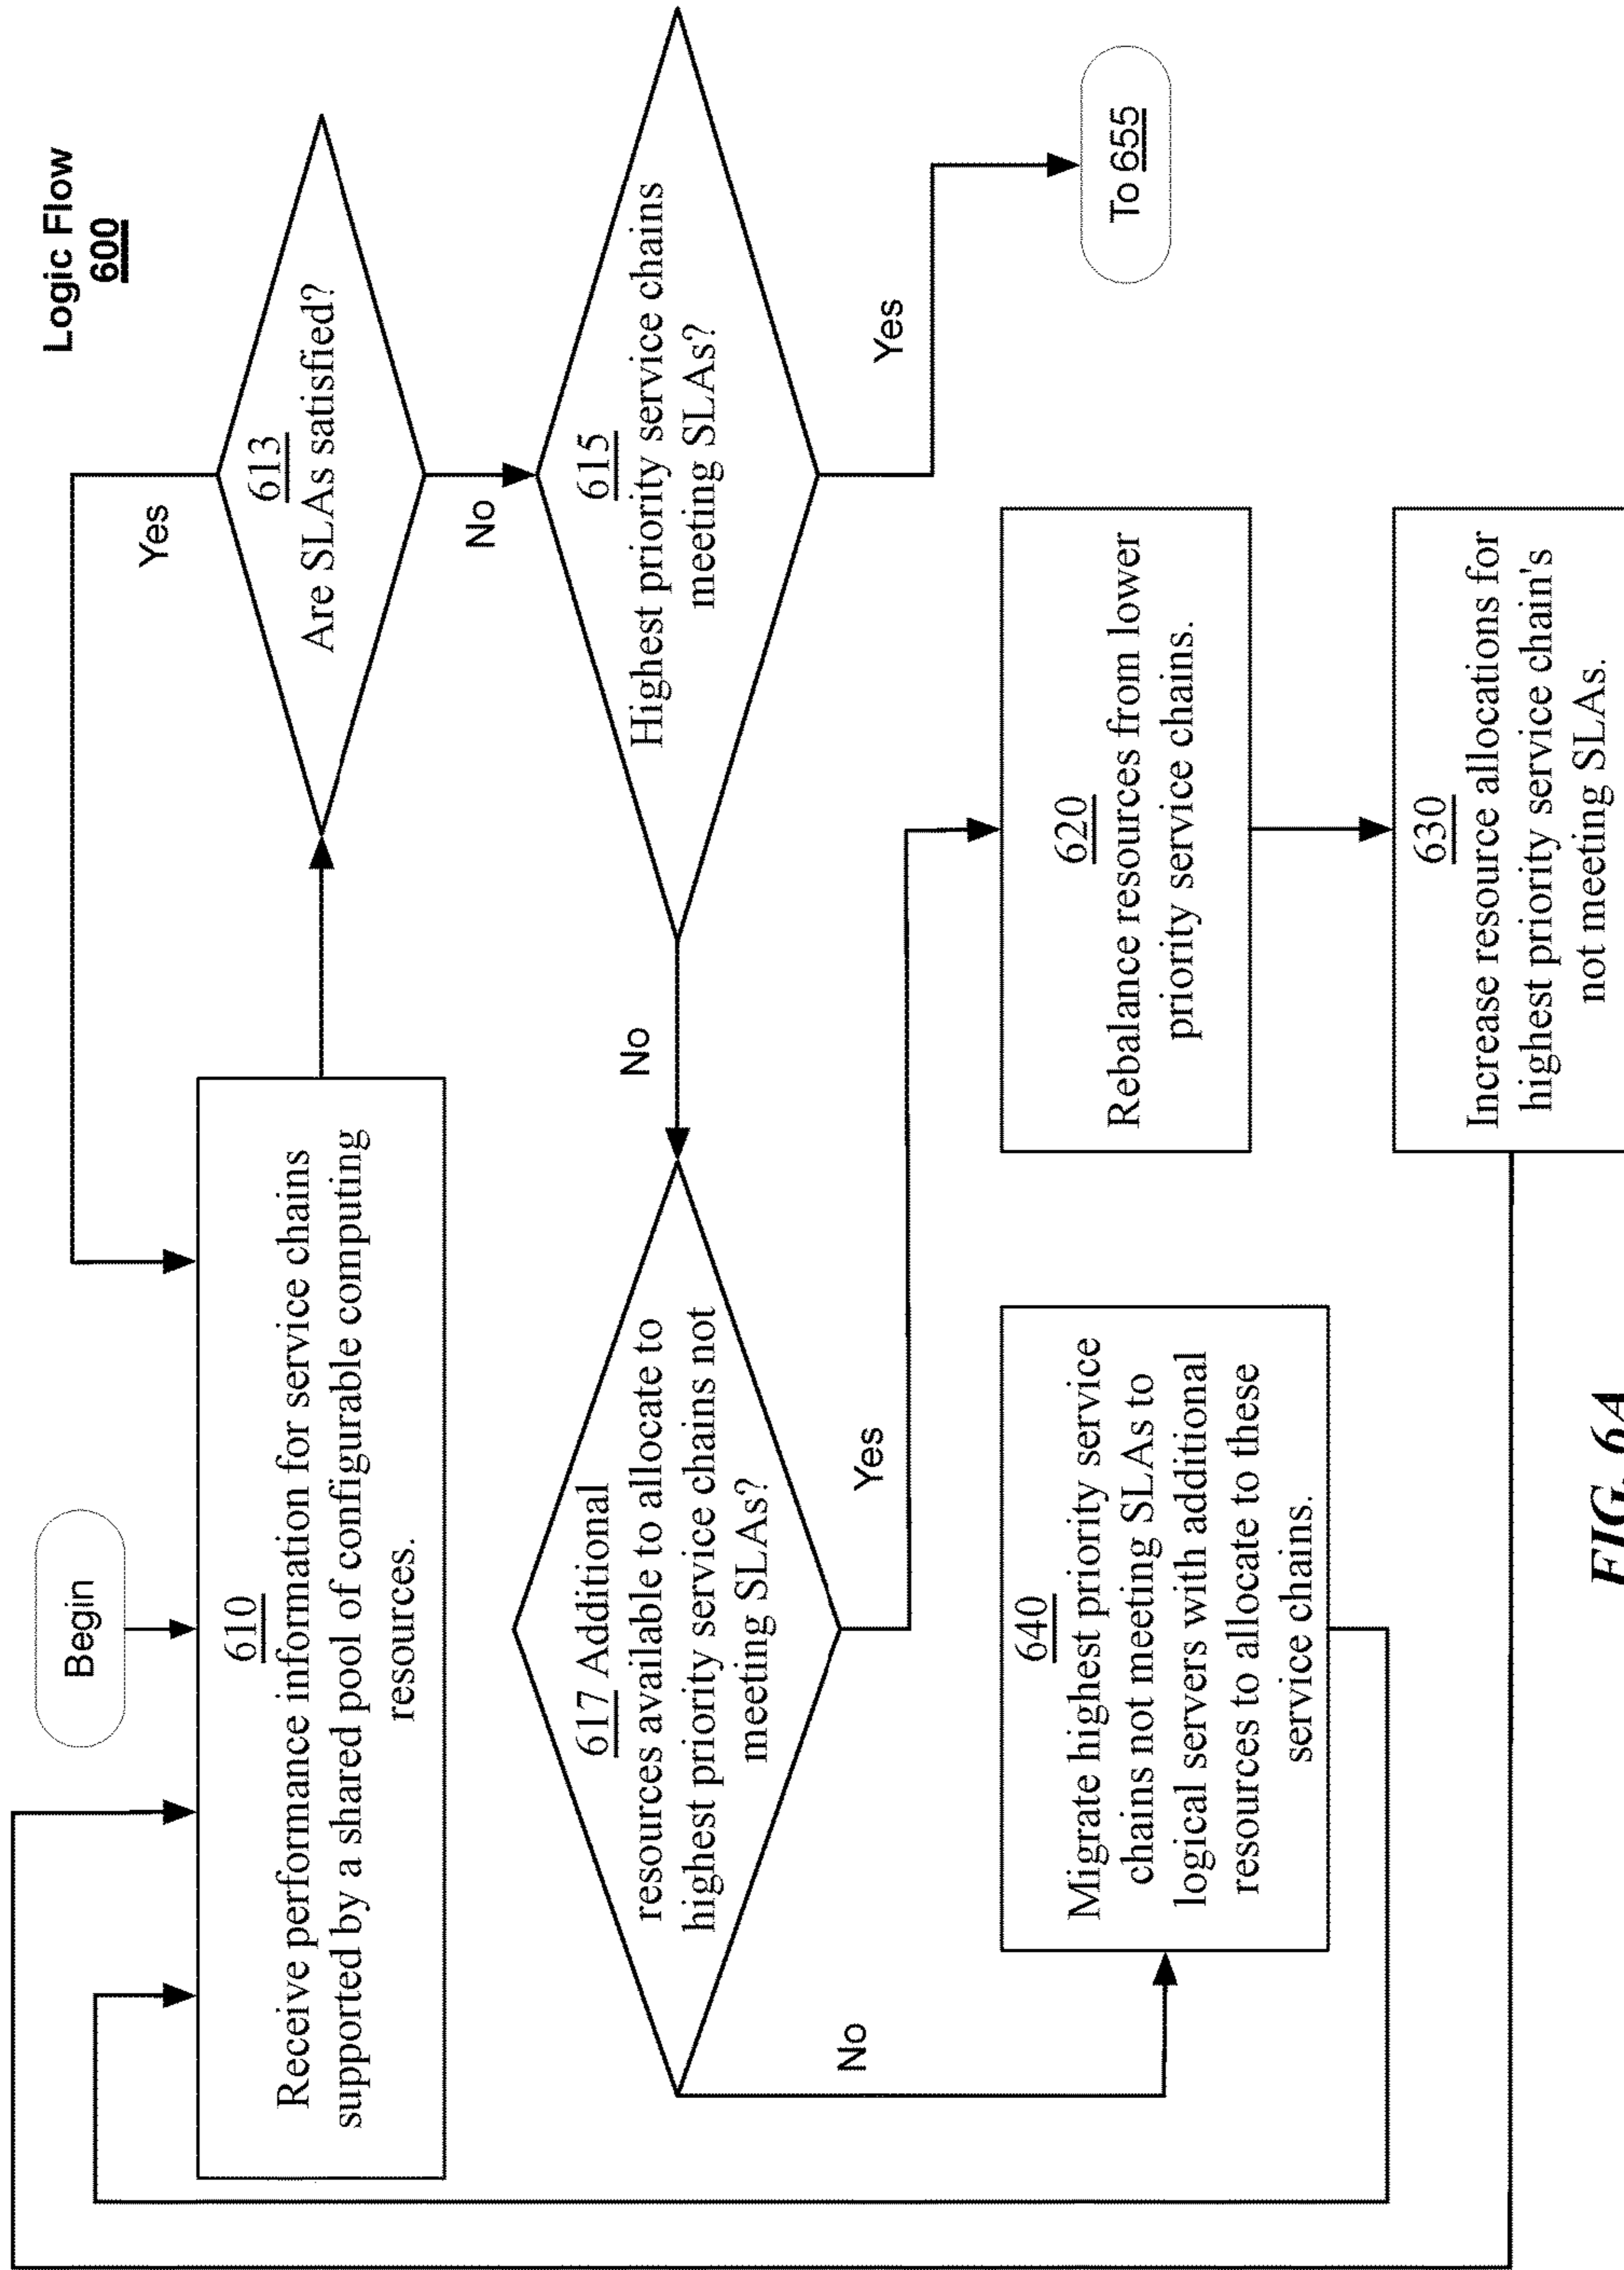 Logic Flow
600
Begin
610
Receive performance information for service chains
supported by a shared pool of configurable computing
resources.
Yes
613
Are SLAs satisfied?
No
615
Highest priority service chains
meeting SLAs?
No
Yes
617 Additional
resources available to allocate to
highest priority service chains not
meeting SLAs?
No
Yes
To 655
640
Migrate highest priority service
chains not meeting SLAs to
logical servers with additional
resources to allocate to these
service chains.
620
Rebalance resources from lower
priority service chains.
630
Increase resource allocations for
highest priority service chain's
not meeting SLAs.
FIG. 6A